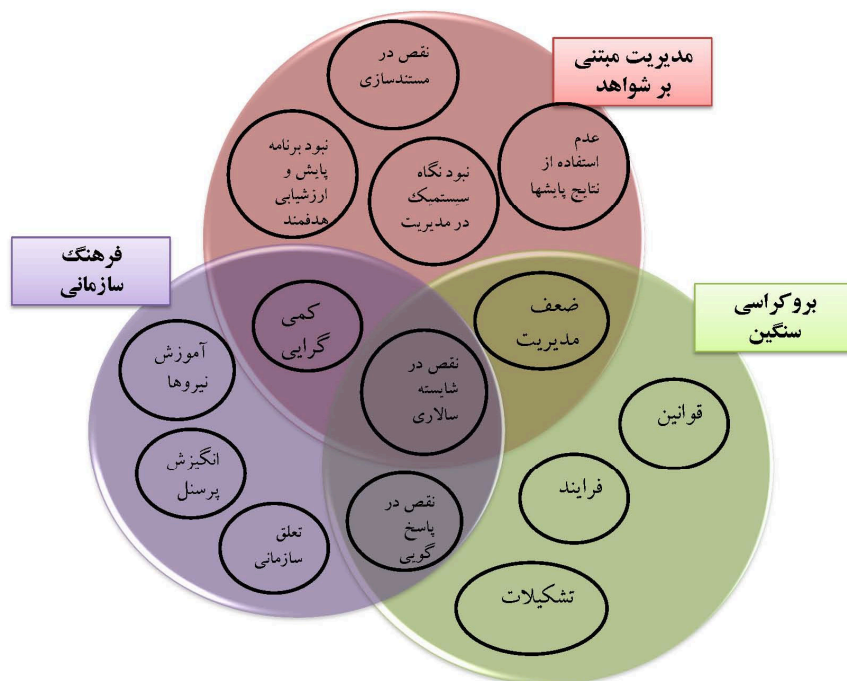 مدیریت مبتنی
بر شواهد
نقص در
مستندسازی
عدم
استفاده از
نتایج پایشها
نبود نگاه
سیستمیک
در مدیریت
نبود برنامه
پایش و
ارزشیابی
هدفمند
فرهنگ
سازمانی
بروکراسی
سنگین
ضعف
مدیریت
کمی
گرایی
نقص در
شایسته
سالاری
آموزش
نیروها
انگیزش
پرسنل
تعلق
سازمانی
نقص در
پاسخ
گویی
قوانین
فرایند
تشکیلات